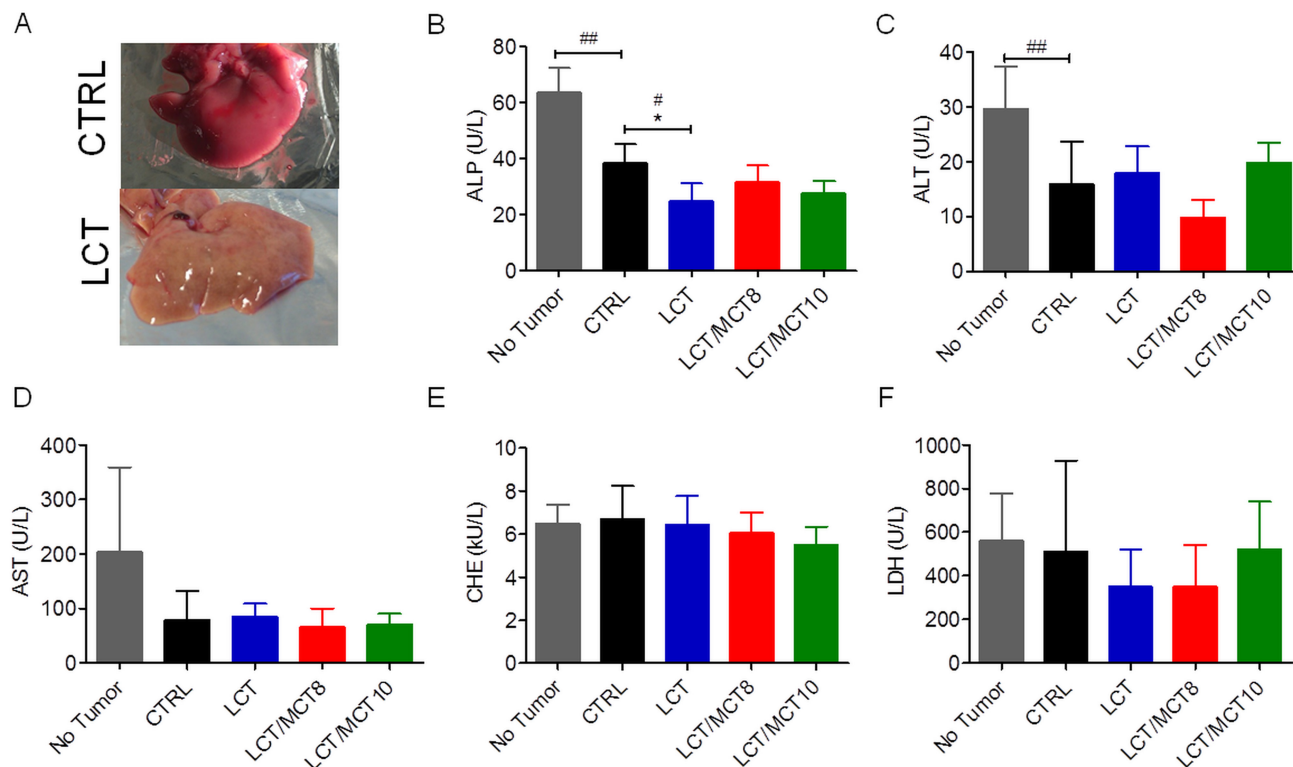 A
CTRL
LCT
B
ALP (U/L)
80
60
40
20
0
##
#
*
No Tumor
CTRL
LCT
LCT/MCT8
LCT/MCT10
C
ALT (U/L)
40
30
20
10
0
##
No Tumor
CTRL
LCT
LCT/MCT8
LCT/MCT10
D
AST (U/L)
400
300
200
100
0
No Tumor
CTRL
LCT
LCT/MCT8
LCT/MCT10
E
CHE (kU/L)
10
8
6
4
2
0
No Tumor
CTRL
LCT
LCT/MCT8
LCT/MCT10
F
LDH (U/L)
1000
800
600
400
200
0
No Tumor
CTRL
LCT
LCT/MCT8
LCT/MCT10